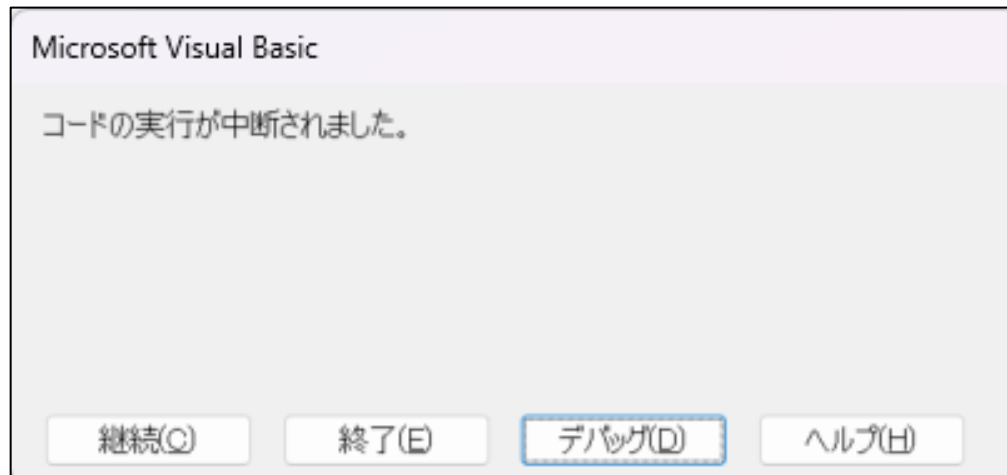 Microsoft Visual Basic
コードの実行が中断されました。
継続(C)
終了(E)
デバッグ(D)
ヘルプ(H)